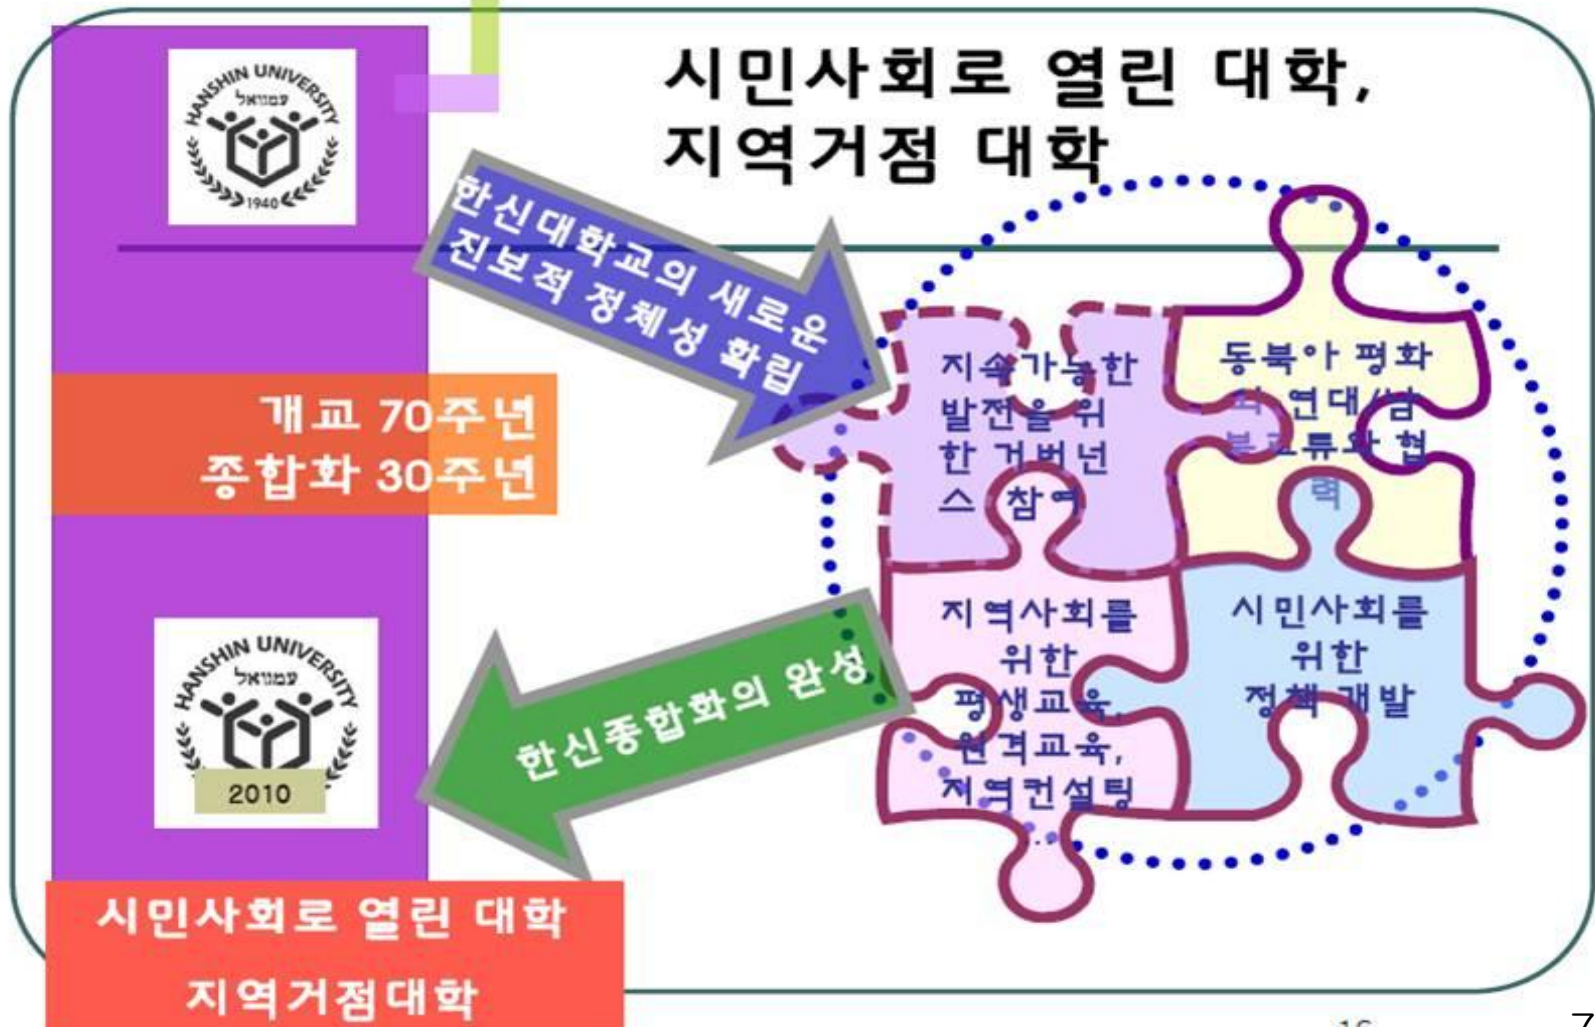 시민사회로 열린 대학,
지역거점 대학
HANSHIN UNIVERSITY
עמנואל
1940
한신대학교의 새로운
진보적 정체성 확립
개교 70주년
종합화 30주년
지속가능한
발전을 위
한 거버넌
스 참여
동북아 평화
의 연대/남
북교류와 협
력
지역사회를
위한
평생교육,
원격교육,
지역컨설팅
...
시민사회를
위한
정책 개발
한신종합화의 완성
HANSHIN UNIVERSITY
עמנואל
2010
시민사회로 열린 대학
지역거점대학